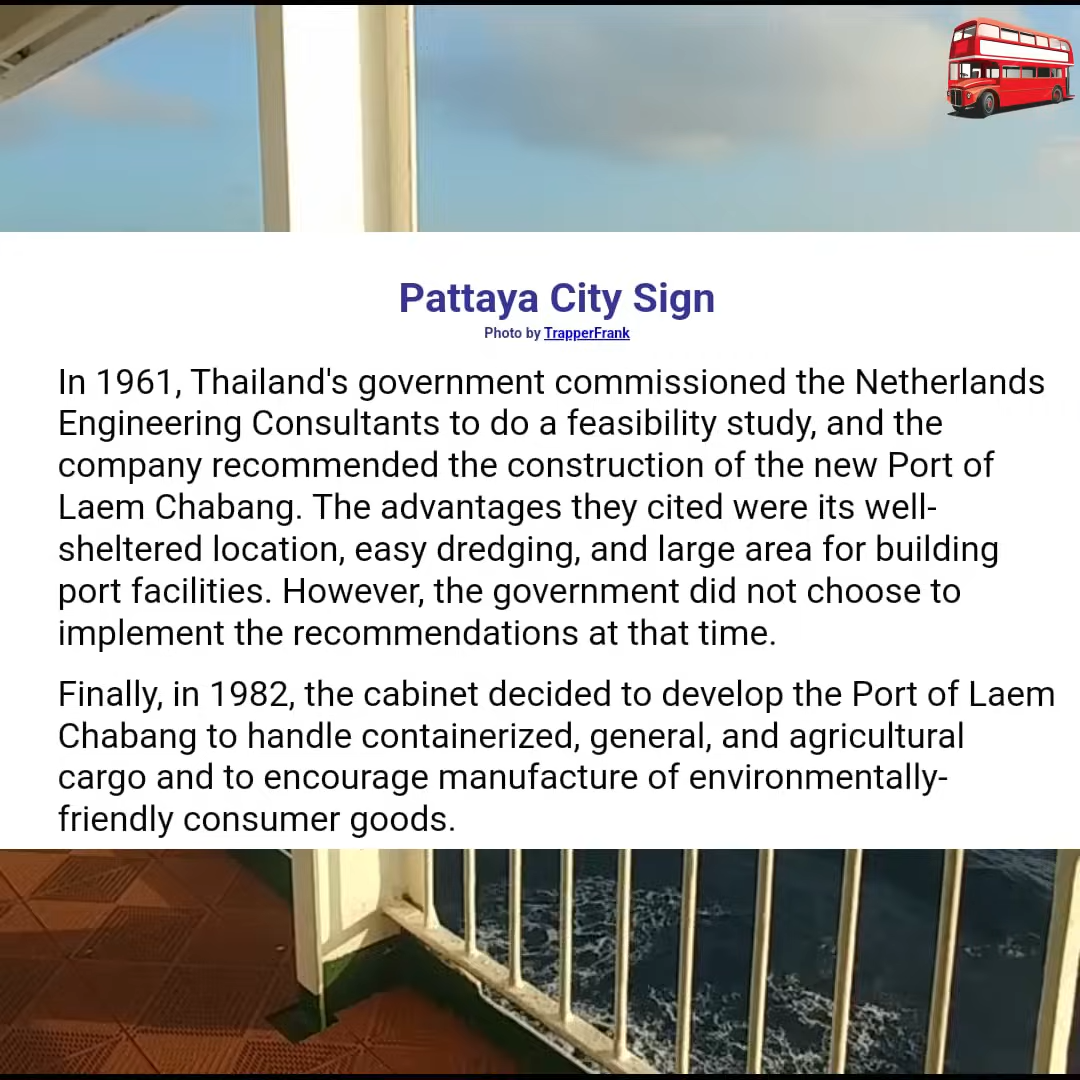 Pattaya City Sign
Photo by TrapperFrank
In 1961, Thailand's government commissioned the Netherlands
Engineering Consultants to do a feasibility study, and the
company recommended the construction of the new Port of
Laem Chabang. The advantages they cited were its well-
sheltered location, easy dredging, and large area for building
port facilities. However, the government did not choose to
implement the recommendations at that time.
Finally, in 1982, the cabinet decided to develop the Port of Laem
Chabang to handle containerized, general, and agricultural
cargo and to encourage manufacture of environmentally-
friendly consumer goods.